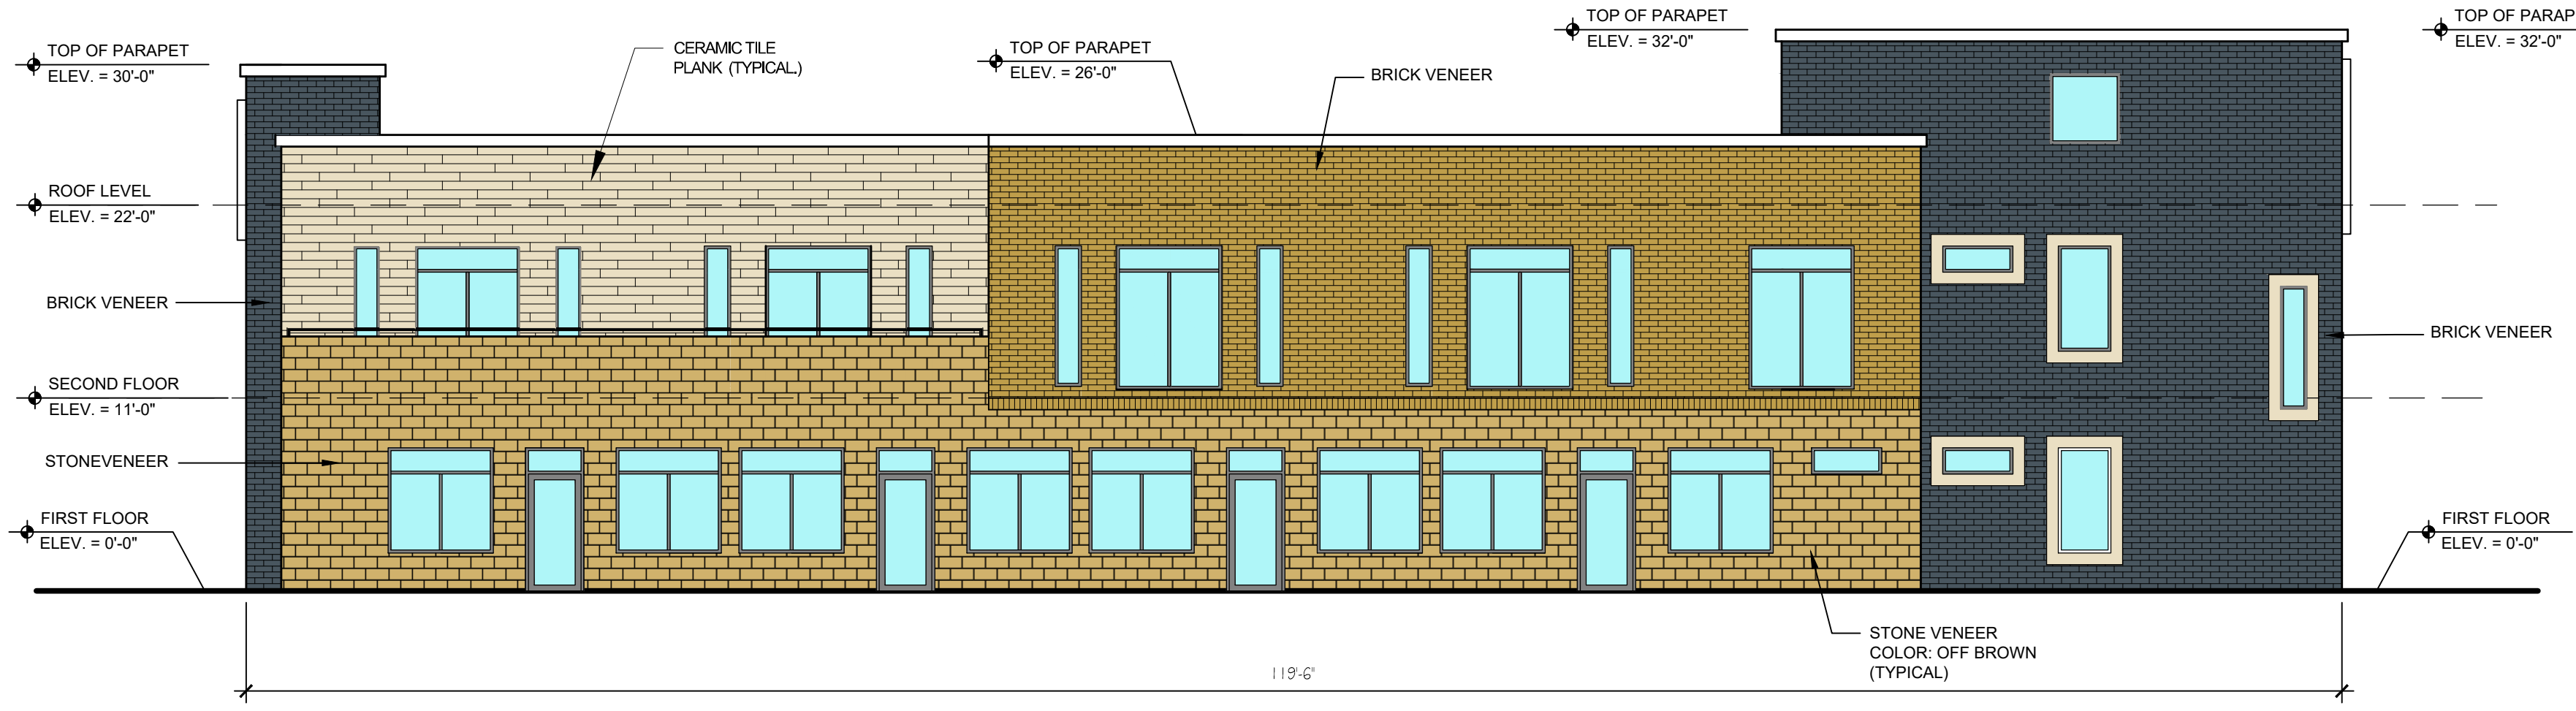 TOP OF PARAPET
ELEV. = 30'-0"
CERAMIC TILE
PLANK (TYPICAL.)
TOP OF PARAPET
ELEV. = 26'-0"
BRICK VENEER
TOP OF PARAPET
ELEV. = 32'-0"
TOP OF PARAP
ELEV. = 32'-0"
ROOF LEVEL
ELEV. = 22'-0"
BRICK VENEER
BRICK VENEER
SECOND FLOOR
ELEV. = 11'-0"
STONEVENEER
FIRST FLOOR
ELEV. = 0'-0"
FIRST FLOOR
ELEV. = 0'-0"
STONE VENEER
COLOR: OFF BROWN
(TYPICAL)
119'-6"